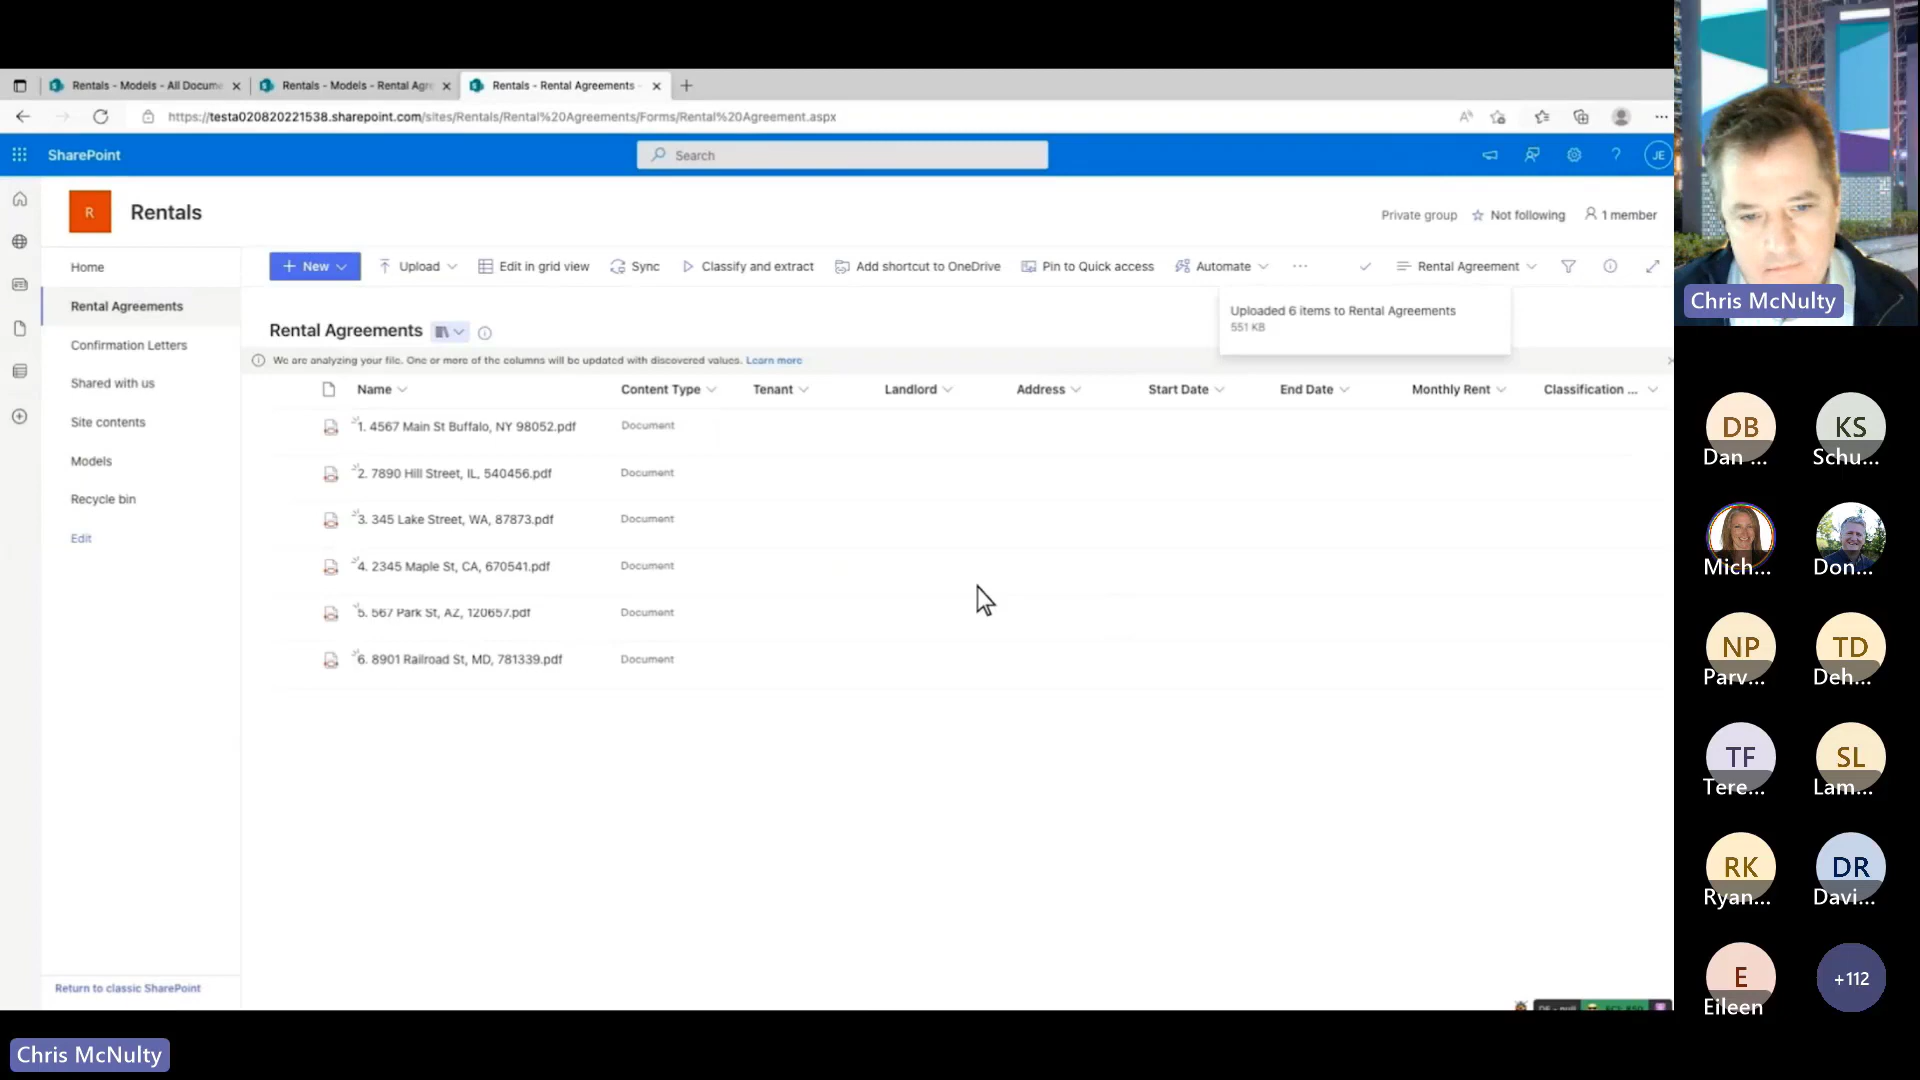 Rentals - Models - All Docume
Rentals - Models - Rental Agre
Rentals - Rental Agreements -
https://testa020820221538.sharepoint.com/sites/Rentals/Rental%20Agreements/Forms/Rental%20Agreement.aspx
SharePoint
Search
?
JE
R
Rentals
Private group
Not following
1 member
Home
Rental Agreements
Confirmation Letters
Shared with us
Site contents
Models
Recycle bin
Edit
Return to classic SharePoint
New
Upload
Edit in grid view
Sync
Classify and extract
Add shortcut to OneDrive
Pin to Quick access
Automate
Rental Agreement
Uploaded 6 items to Rental Agreements
551 KB
Rental Agreements
We are analyzing your file. One or more of the columns will be updated with discovered values. Learn more
Name Content Type Tenant Landlord Address Start Date End Date Monthly Rent Classification ...
1. 4567 Main St Buffalo, NY 98052.pdf Document
2. 7890 Hill Street, IL, 540456.pdf Document
3. 345 Lake Street, WA, 87873.pdf Document
4. 2345 Maple St, CA, 670541.pdf Document
5. 567 Park St, AZ, 120657.pdf Document
6. 8901 Railroad St, MD, 781339.pdf Document
Chris McNulty
DB
Dan ...
KS
Schu...
Mich...
Don...
NP
Parv...
TD
Deh...
TF
Tere...
SL
Lam...
RK
Ryan...
DR
Davi...
E
Eileen
+112
Chris McNulty